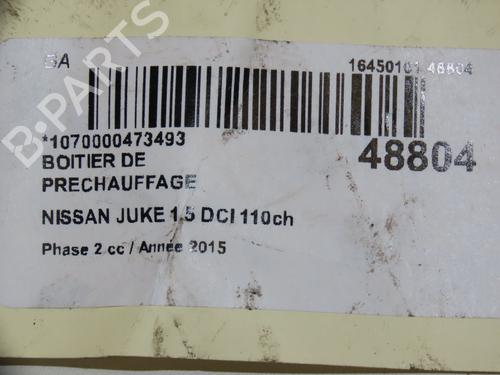 GA
16450101 48804
*1070000473493
48804
BOITIER DE
PRECHAUFFAGE
NISSAN JUKE 1.5 DCI 110ch
Phase 2 cc / Année 2015
B-PARTS